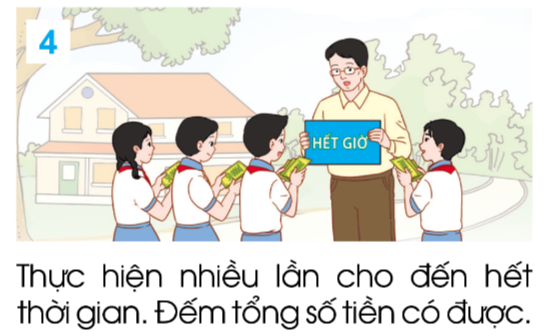 4
HẾT GIỜ
Thực hiện nhiều lần cho đến hết
thời gian. Đếm tổng số tiền có được.